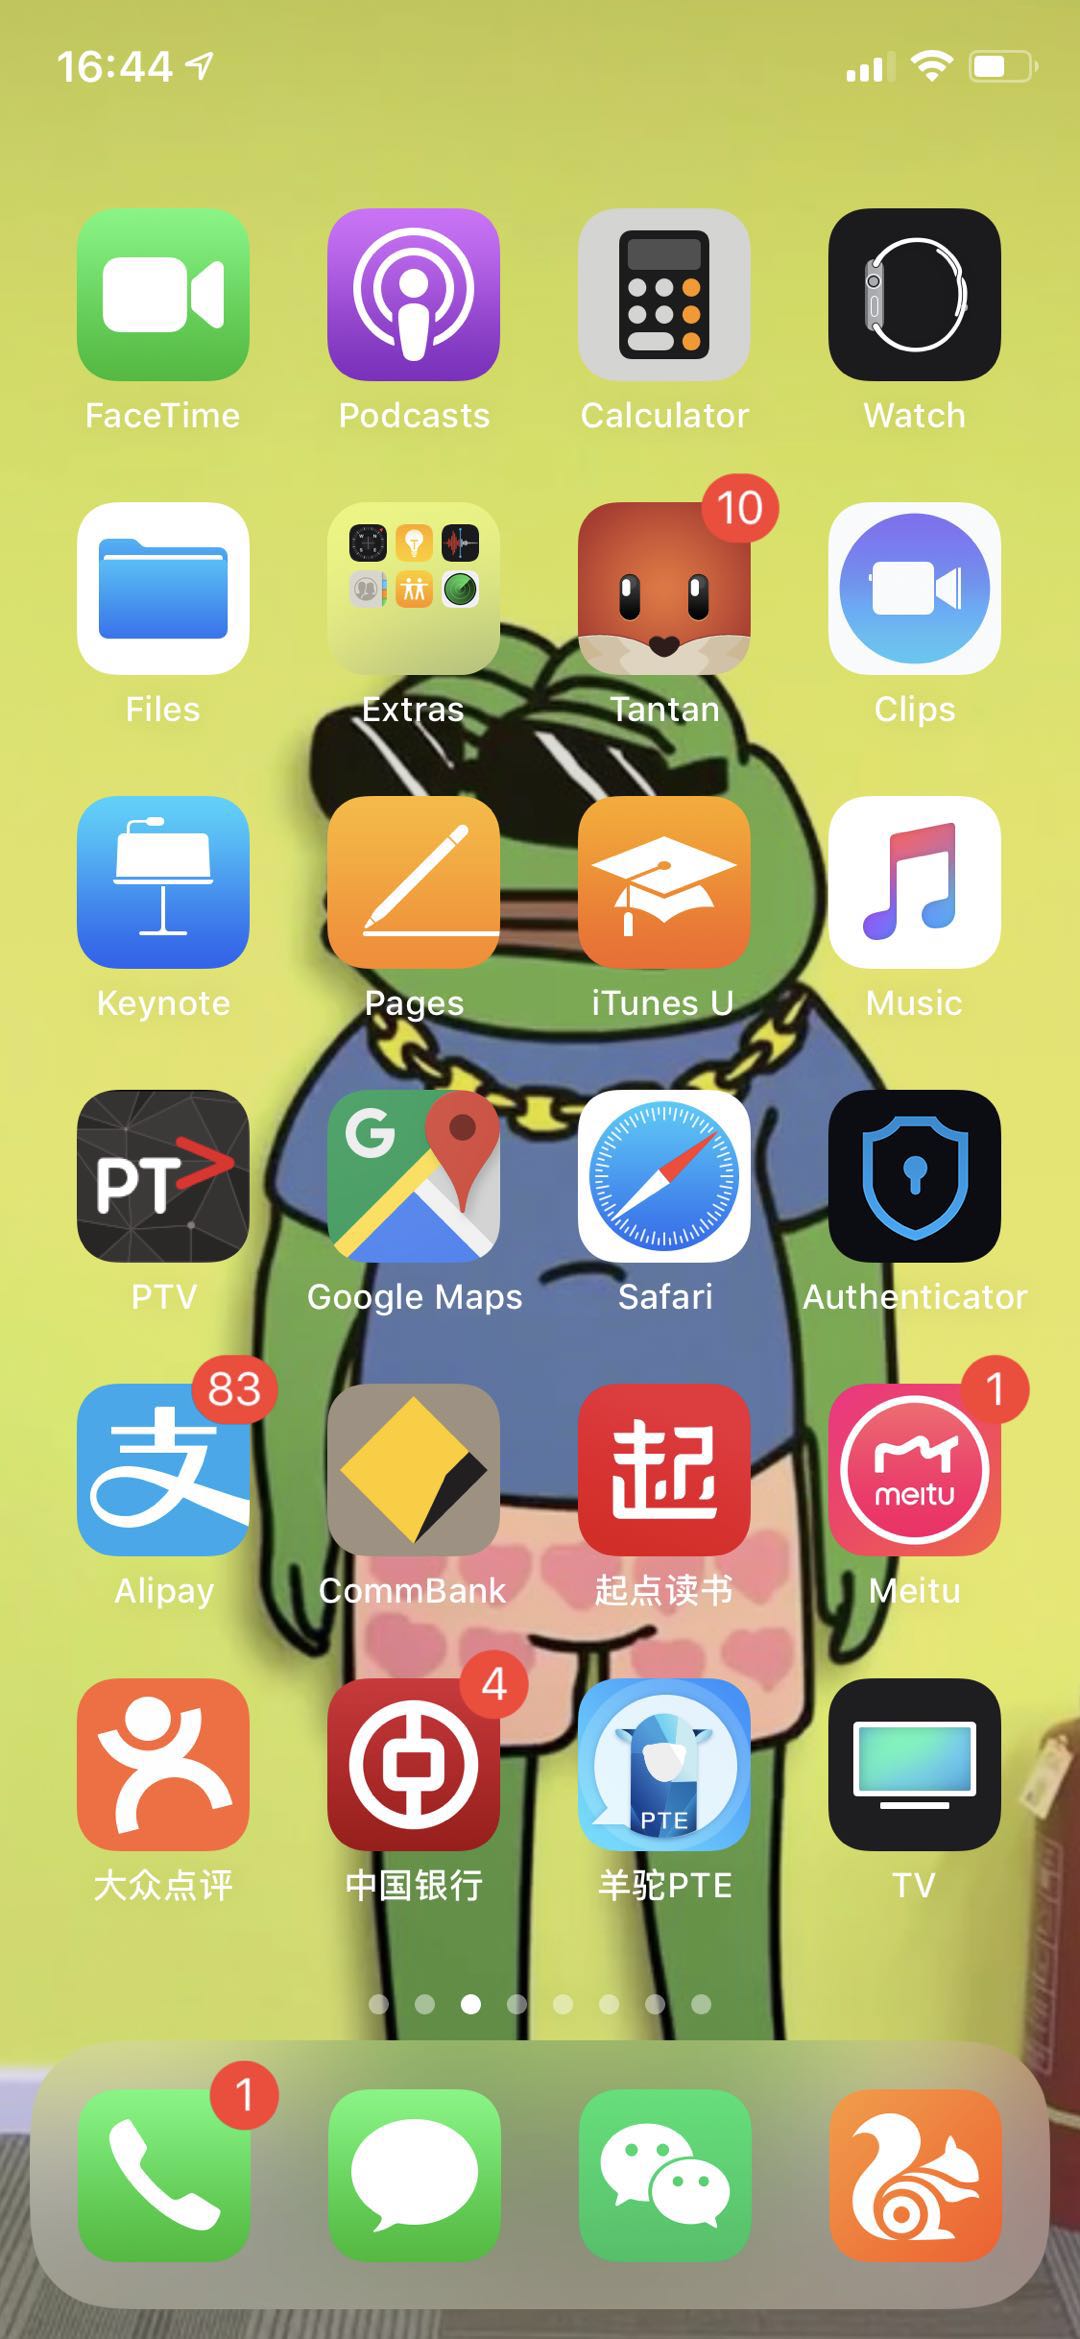 16:44
FaceTime
Podcasts
Calculator
Watch
10
Files
Extras
Tantan
Clips
Keynote
Pages
iTunes U
Music
PT>
G
PTV
Google Maps
Safari
Authenticator
支
83
起
meitu
1
Alipay
CommBank
起点读书
Meitu
4
PTE
大众点评
中国银行
羊驼PTE
TV
1